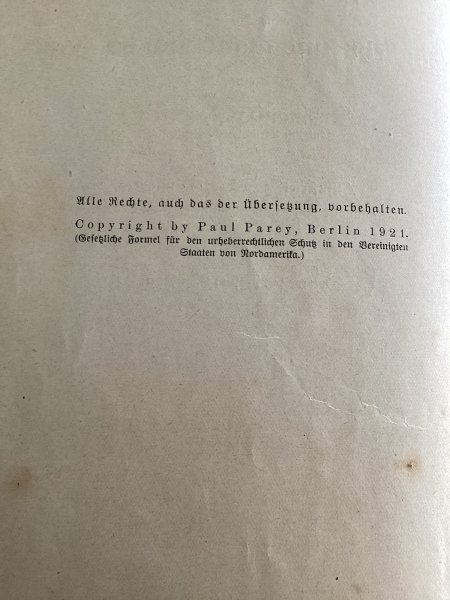 Alle Rechte, auch das der Übersetzung, vorbehalten.
Copyright by Paul Parey, Berlin 1921.
(Gesetzliche Formel für den urheberrechtlichen Schutz in den Vereinigten
Staaten von Nordamerika.)